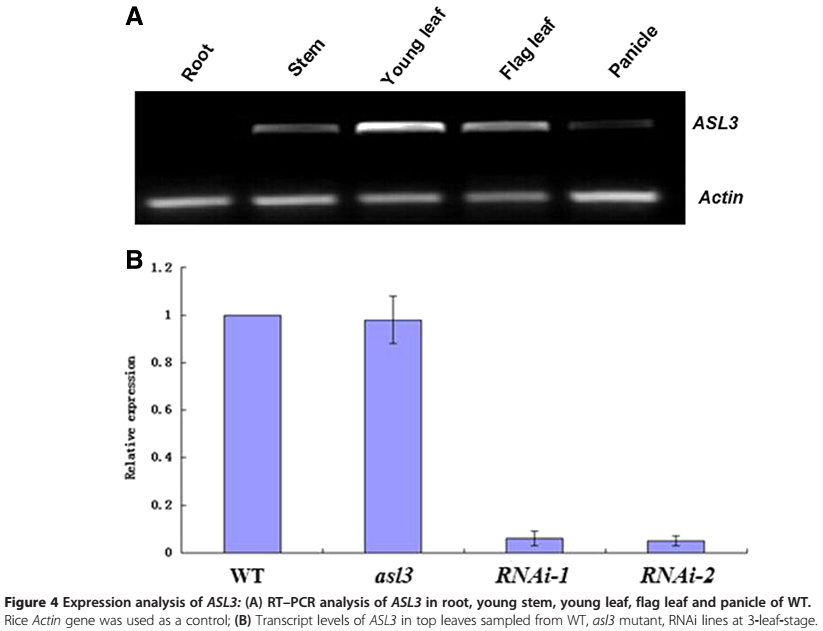 A
Root Stem Young leaf Flag leaf Panicle
ASL3
Actin
B
Relative expression
1.2
1
0.8
0.6
0.4
0.2
0
WT asl3 RNAi-1 RNAi-2
Figure 4 Expression analysis of ASL3: (A) RT–PCR analysis of ASL3 in root, young stem, young leaf, flag leaf and panicle of WT.
Rice Actin gene was used as a control; (B) Transcript levels of ASL3 in top leaves sampled from WT, asl3 mutant, RNAi lines at 3-leaf-stage.